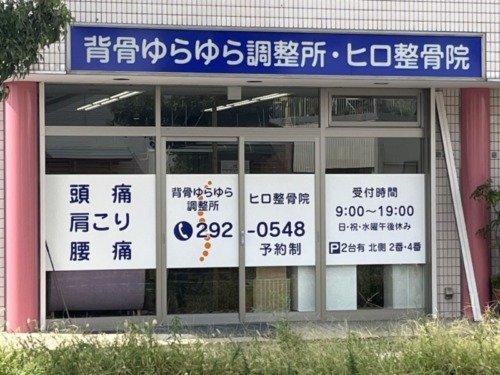 背骨ゆらゆら調整所・ヒロ整骨院
頭痛
肩こり
腰痛
背骨ゆらゆら
調整所
292
ヒロ整骨院
-0548
予約制
受付時間
9:00〜19:00
日・祝・水曜午後休み
P2台有 北側 2番・4番